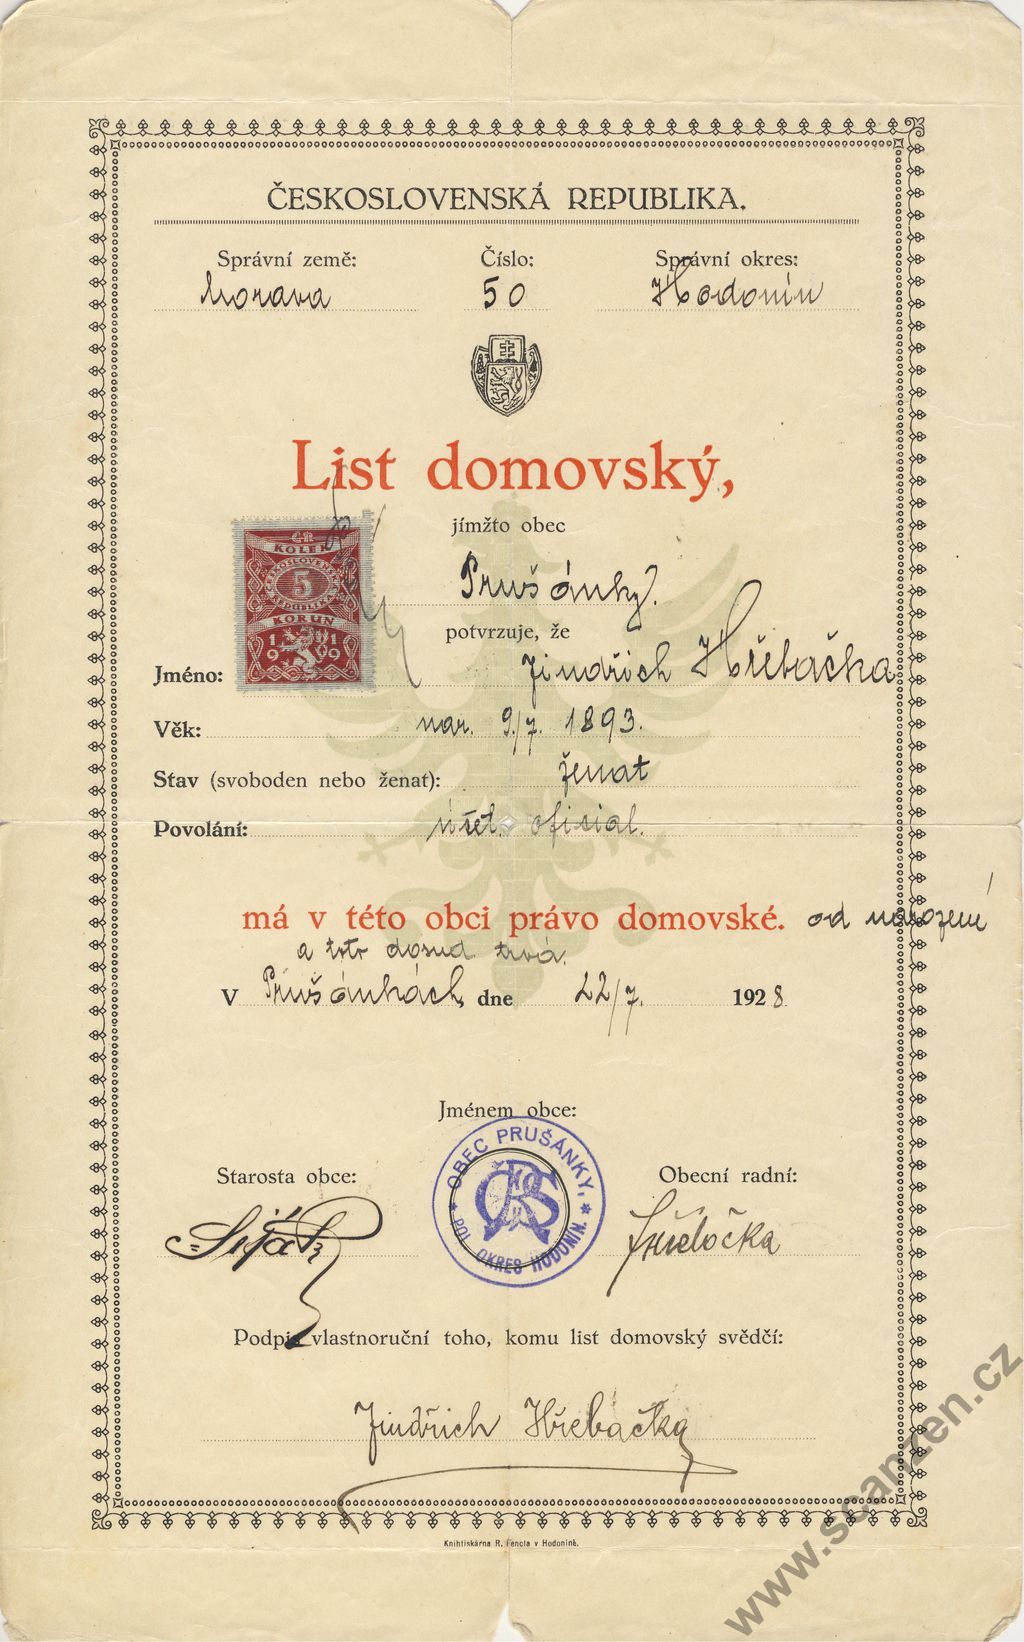 ČESKOSLOVENSKÁ REPUBLIKA.
Správní země: Číslo: Správní okres:
Morava 50 Hodonín
List domovský,
jímžto obec
Prušánky.
potvrzuje, že
KOLEK
5
KORUN
1919
Jméno: Jindřich Hřebačka
Věk: nar. 9./7. 1893.
Stav (svoboden nebo ženat): ženat
Povolání: účet. oficial.
má v této obci právo domovské. od narození
a toto dosud trvá.
V Prušánkách, dne 22/7. 1928
Jménem obce:
Starosta obce: Obecní radní:
OBEC PRUŠÁNKY,
* POL. OKRES HODONÍN. *
Podpis vlastnoruční toho, komu list domovský svědčí:
Jindřich Hřebačka
Knihtiskárna R. Fencla v Hodoníně.
www.scanzen.cz